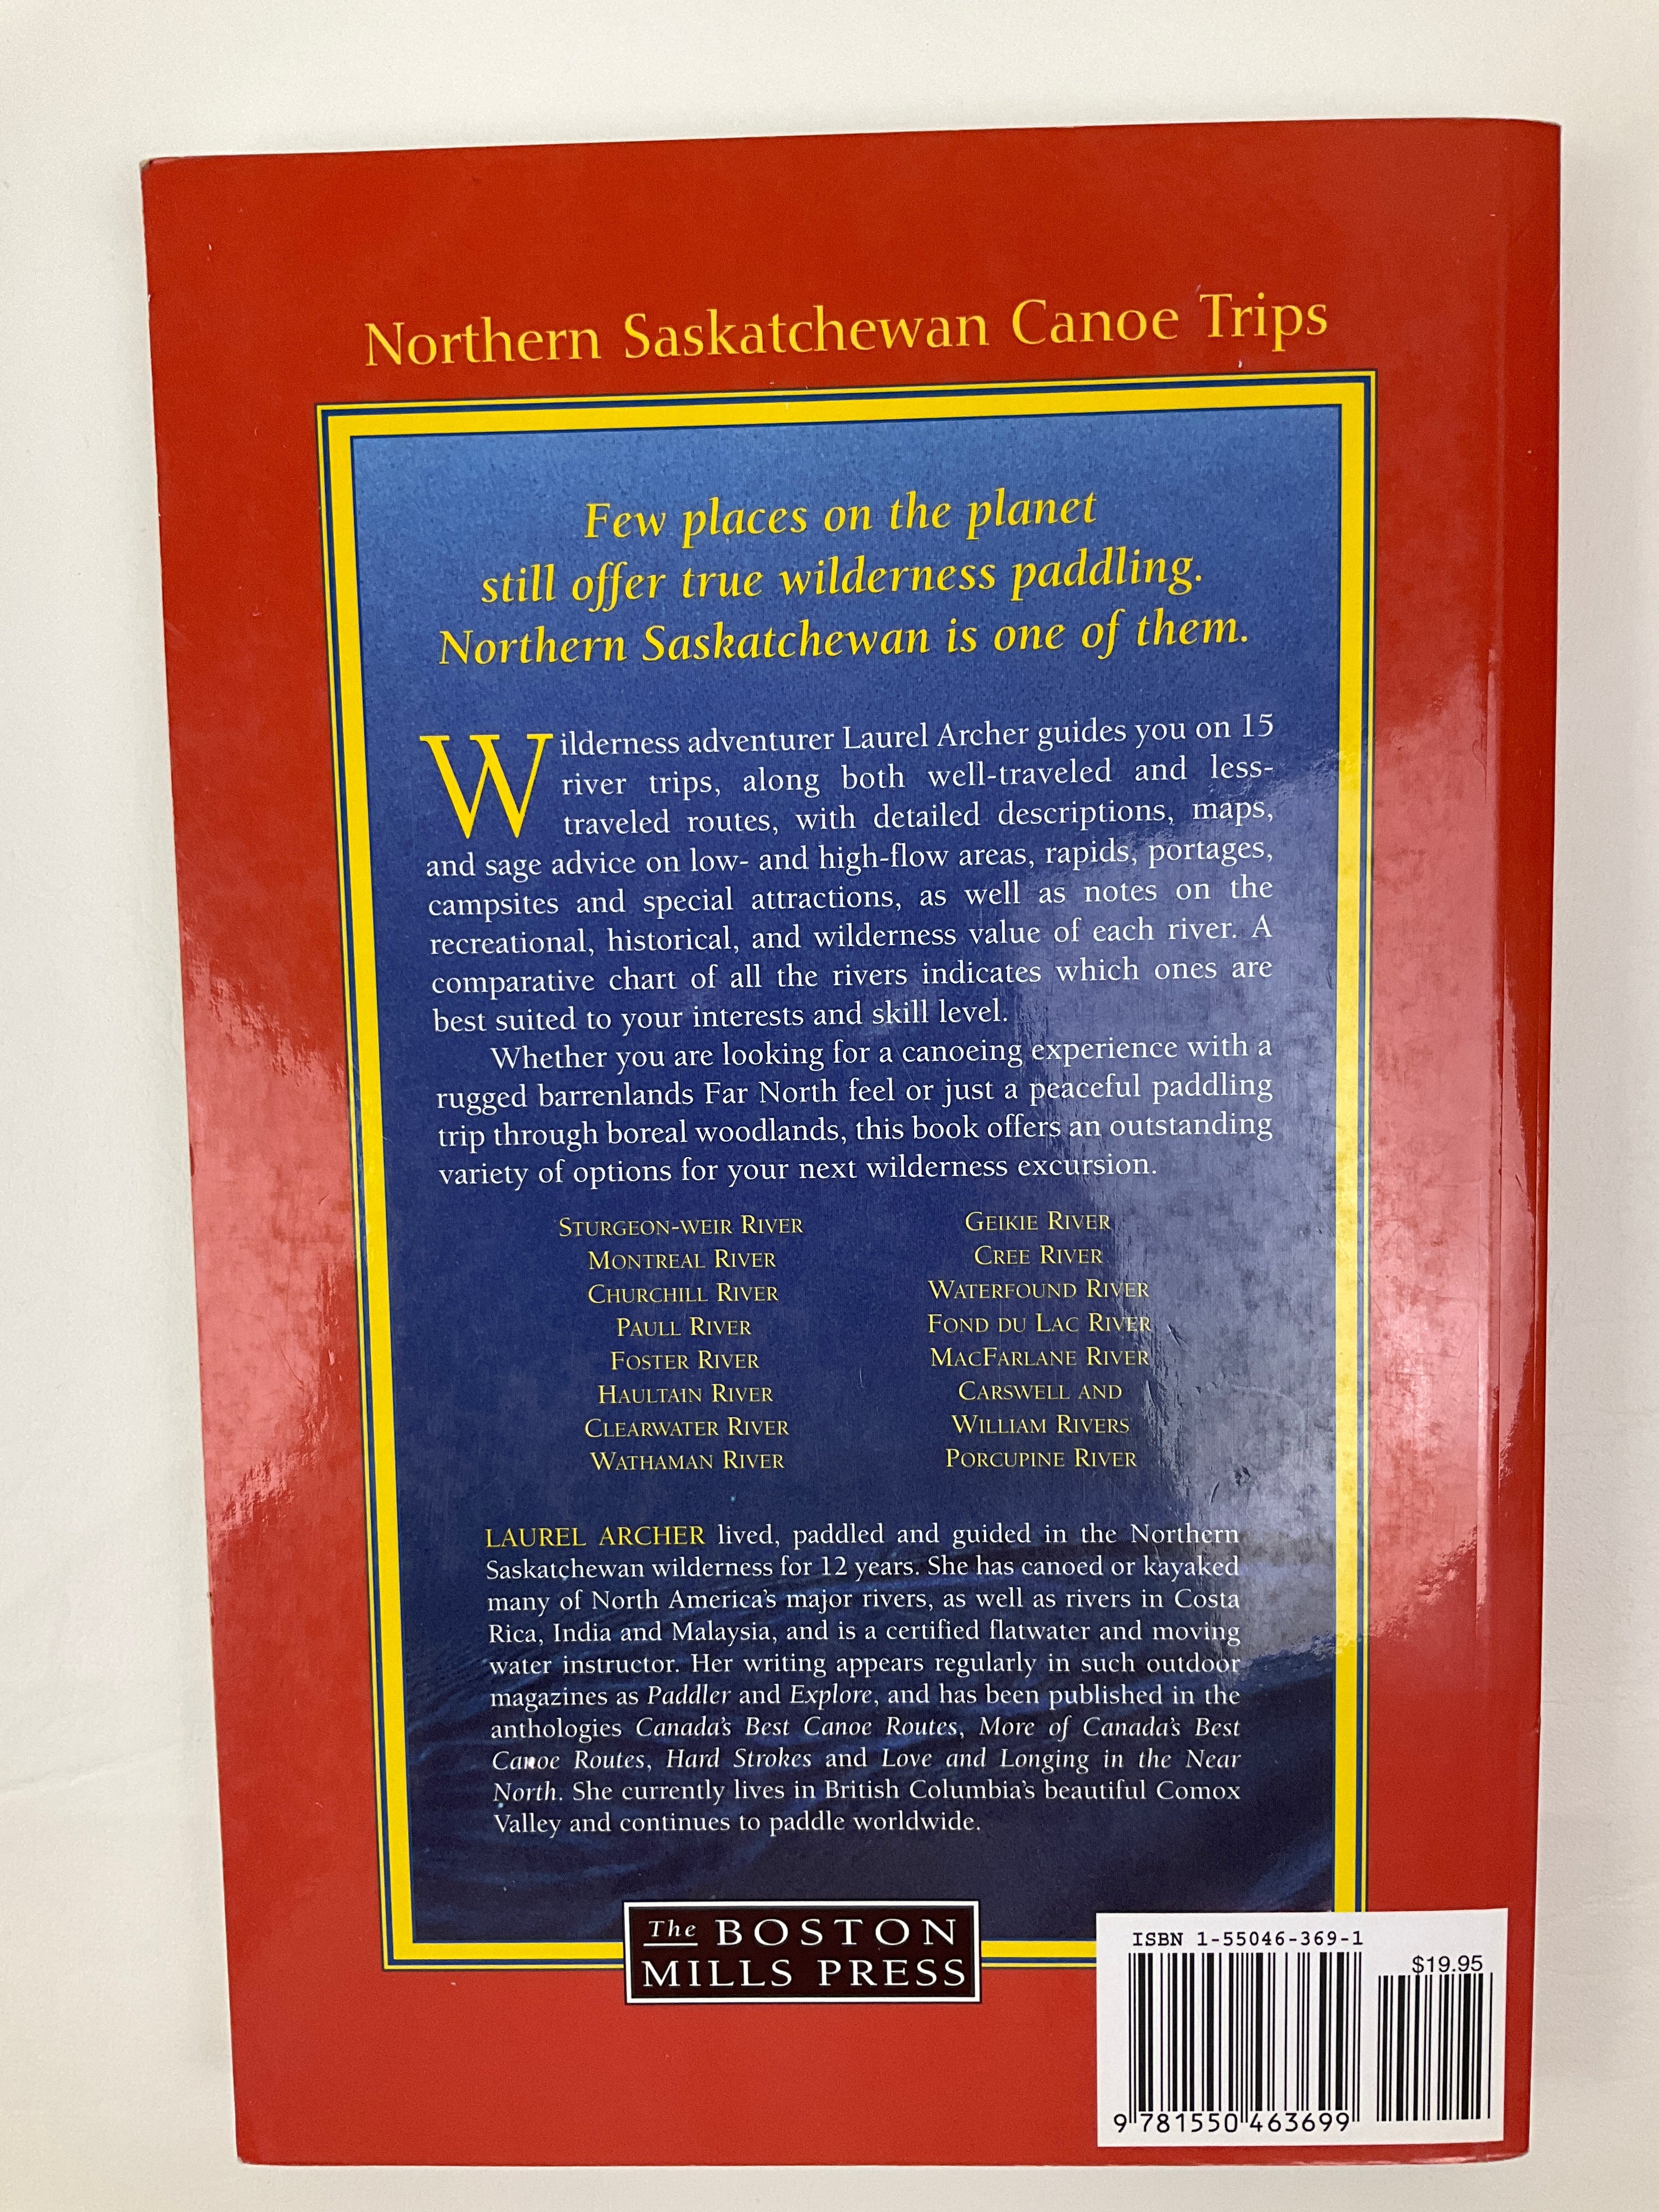 Northern Saskatchewan Canoe Trips
Few places on the planet
still offer true wilderness paddling.
Northern Saskatchewan is one of them.
Wilderness adventurer Laurel Archer guides you on 15
river trips, along both well-traveled and less-
traveled routes, with detailed descriptions, maps,
and sage advice on low- and high-flow areas, rapids, portages,
campsites and special attractions, as well as notes on the
recreational, historical, and wilderness value of each river. A
comparative chart of all the rivers indicates which ones are
best suited to your interests and skill level.
Whether you are looking for a canoeing experience with a
rugged barrenlands Far North feel or just a peaceful paddling
trip through boreal woodlands, this book offers an outstanding
variety of options for your next wilderness excursion.
STURGEON-WEIR RIVER
MONTREAL RIVER
CHURCHILL RIVER
PAULL RIVER
FOSTER RIVER
HAULTAIN RIVER
CLEARWATER RIVER
WATHAMAN RIVER
GEIKIE RIVER
CREE RIVER
WATERFOUND RIVER
FOND DU LAC RIVER
MACFARLANE RIVER
CARSWELL AND
WILLIAM RIVERS
PORCUPINE RIVER
LAUREL ARCHER lived, paddled and guided in the Northern
Saskatchewan wilderness for 12 years. She has canoed or kayaked
many of North America's major rivers, as well as rivers in Costa
Rica, India and Malaysia, and is a certified flatwater and moving
water instructor. Her writing appears regularly in such outdoor
magazines as Paddler and Explore, and has been published in the
anthologies Canada's Best Canoe Routes, More of Canada's Best
Canoe Routes, Hard Strokes and Love and Longing in the Near
North. She currently lives in British Columbia's beautiful Comox
Valley and continues to paddle worldwide.
The BOSTON
MILLS PRESS
ISBN 1-55046-369-1
$19.95
9 781550 463699